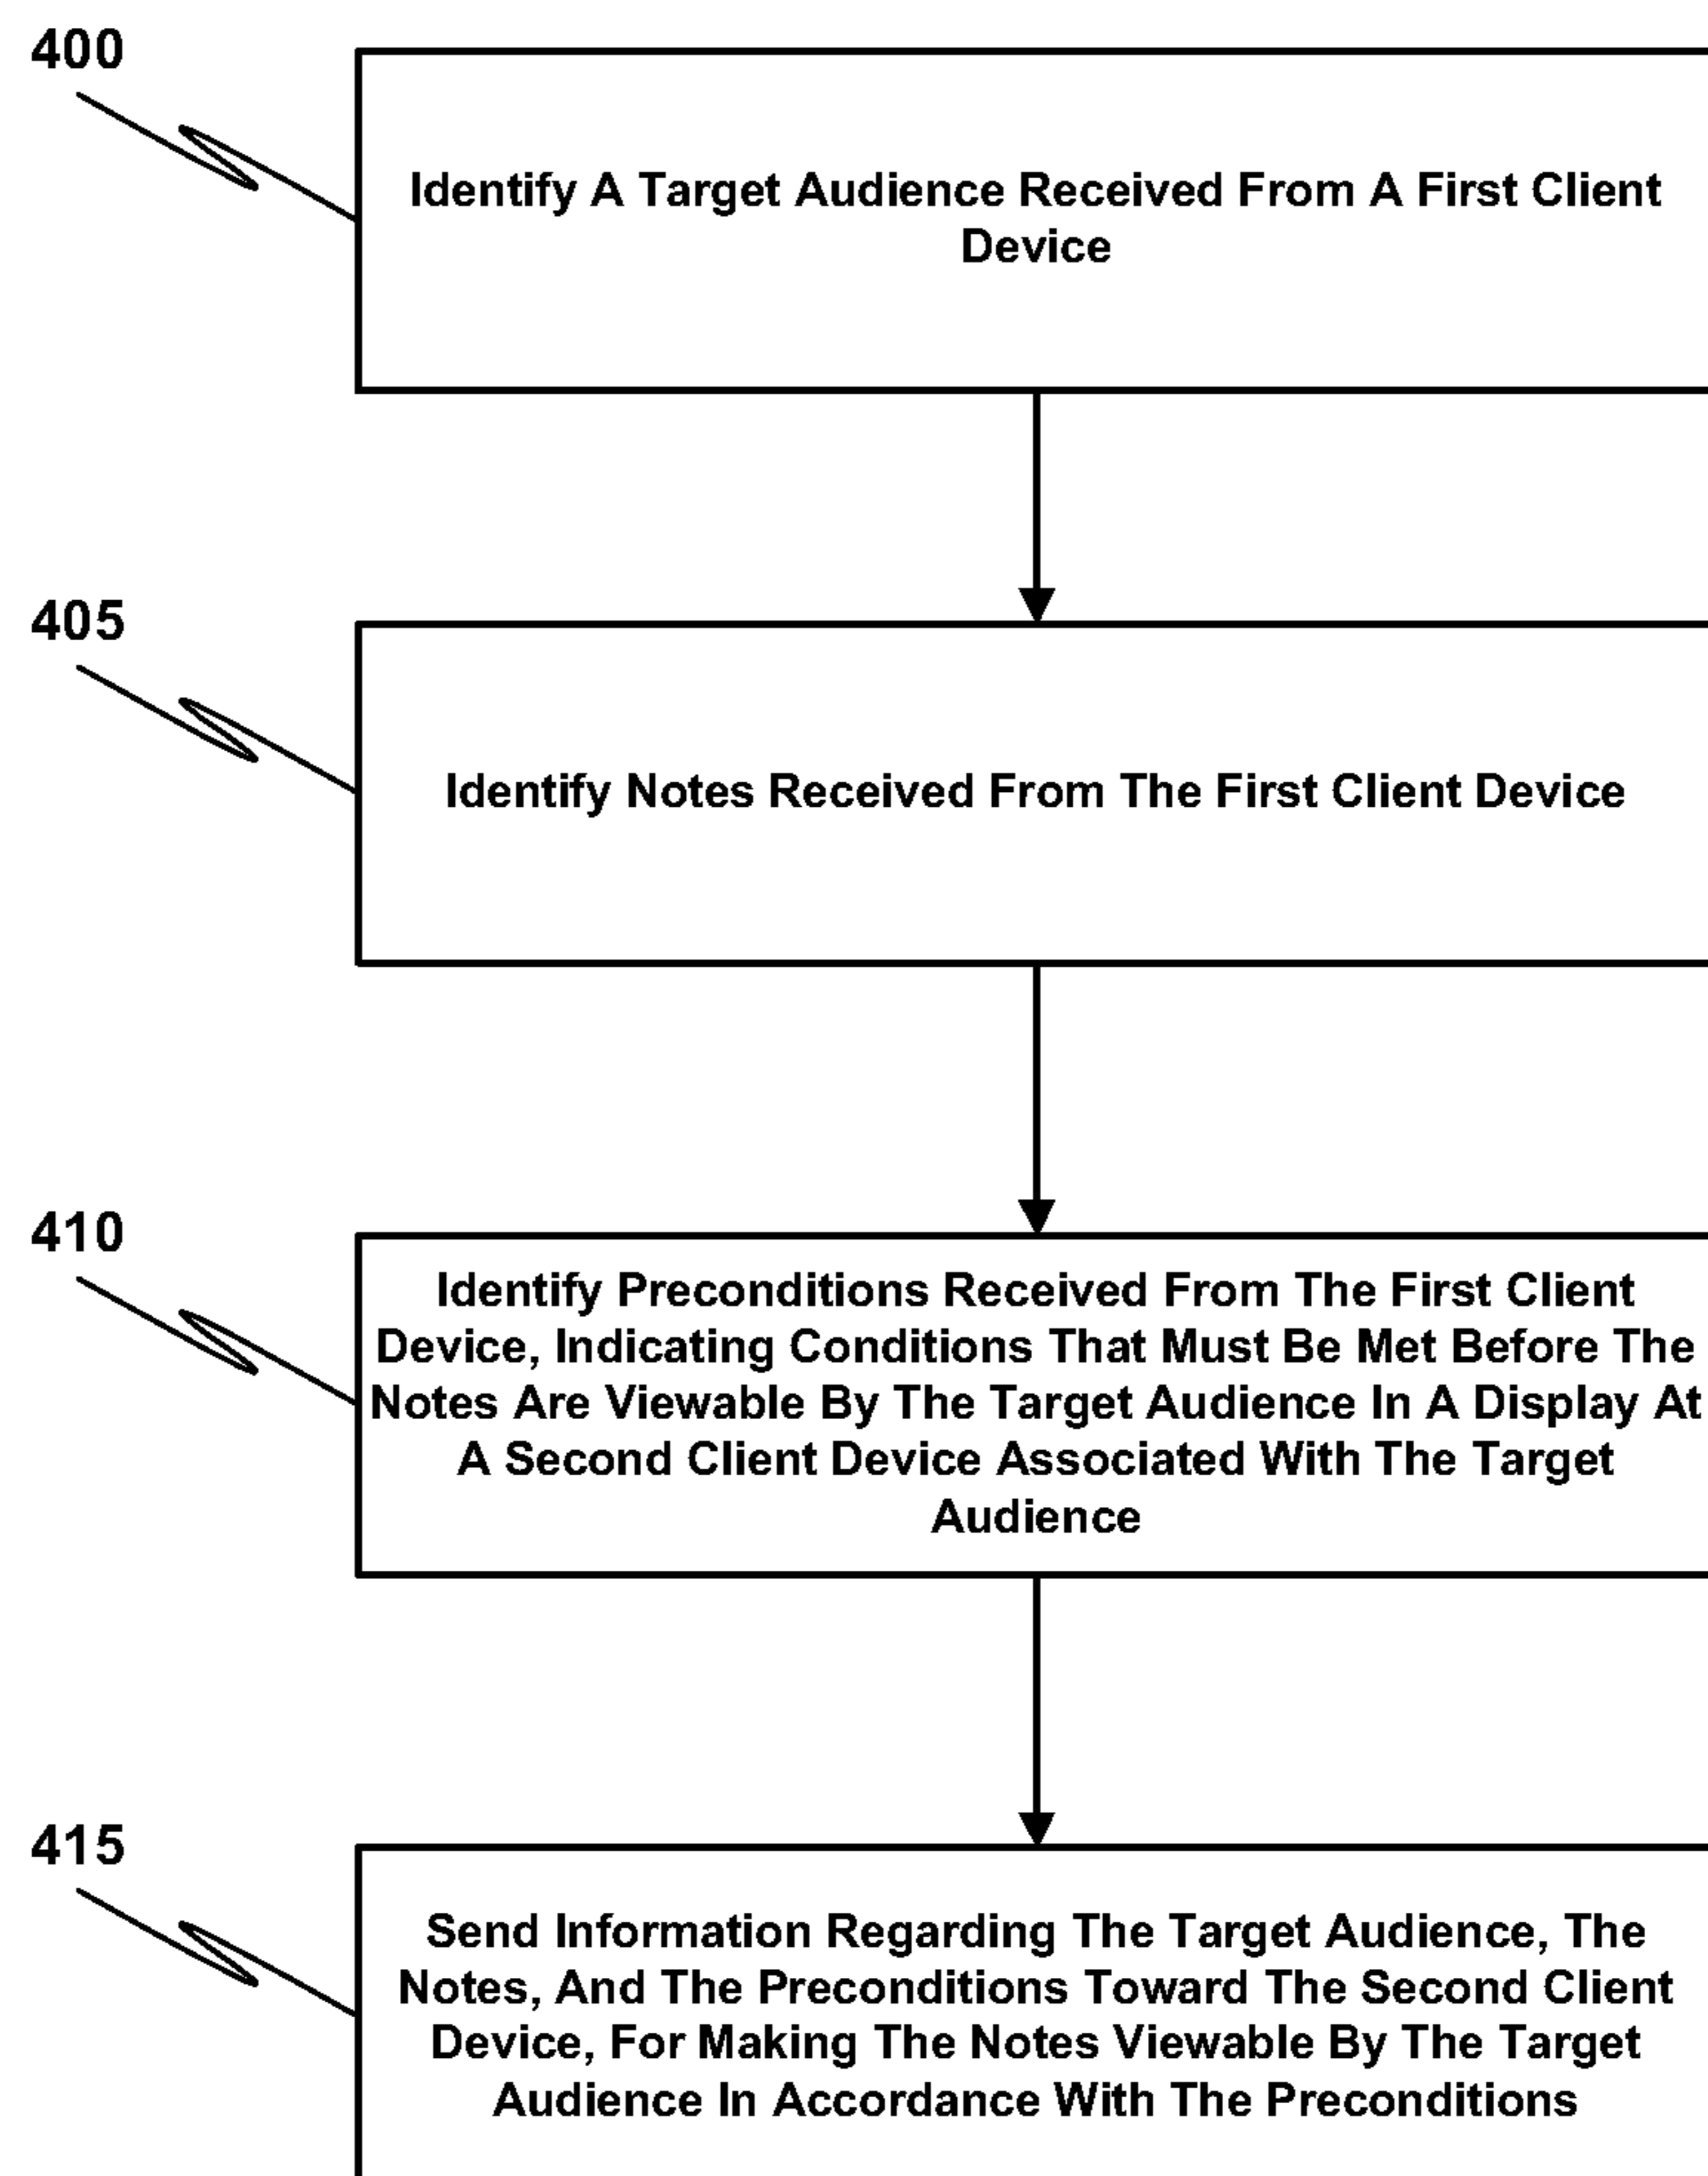 400
Identify A Target Audience Received From A First Client
Device
405
Identify Notes Received From The First Client Device
410
Identify Preconditions Received From The First Client
Device, Indicating Conditions That Must Be Met Before The
Notes Are Viewable By The Target Audience In A Display At
A Second Client Device Associated With The Target
Audience
415
Send Information Regarding The Target Audience, The
Notes, And The Preconditions Toward The Second Client
Device, For Making The Notes Viewable By The Target
Audience In Accordance With The Preconditions